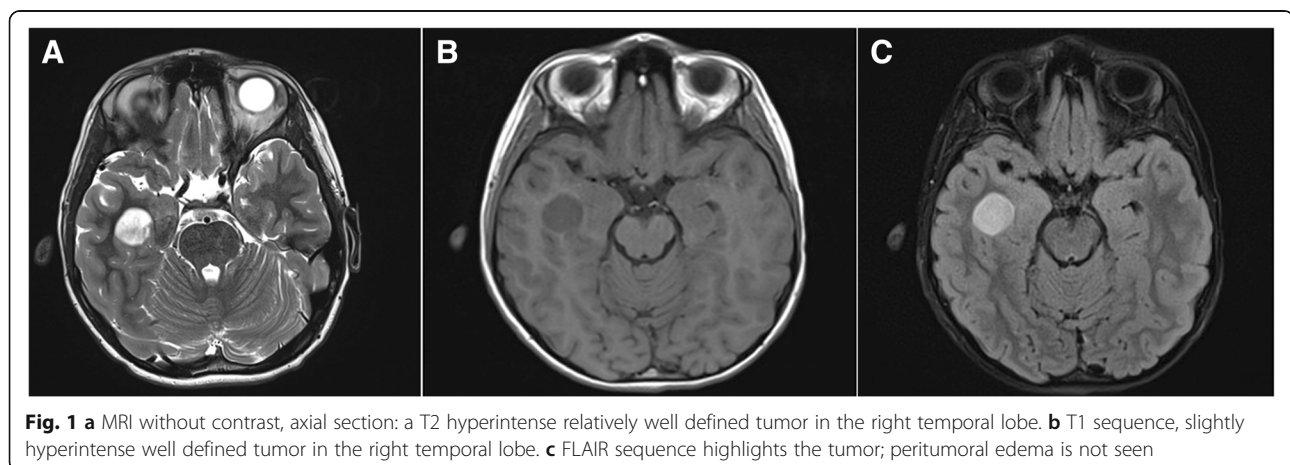 A
B
C
Fig. 1 a MRI without contrast, axial section: a T2 hyperintense relatively well defined tumor in the right temporal lobe. b T1 sequence, slightly
hyperintense well defined tumor in the right temporal lobe. c FLAIR sequence highlights the tumor; peritumoral edema is not seen